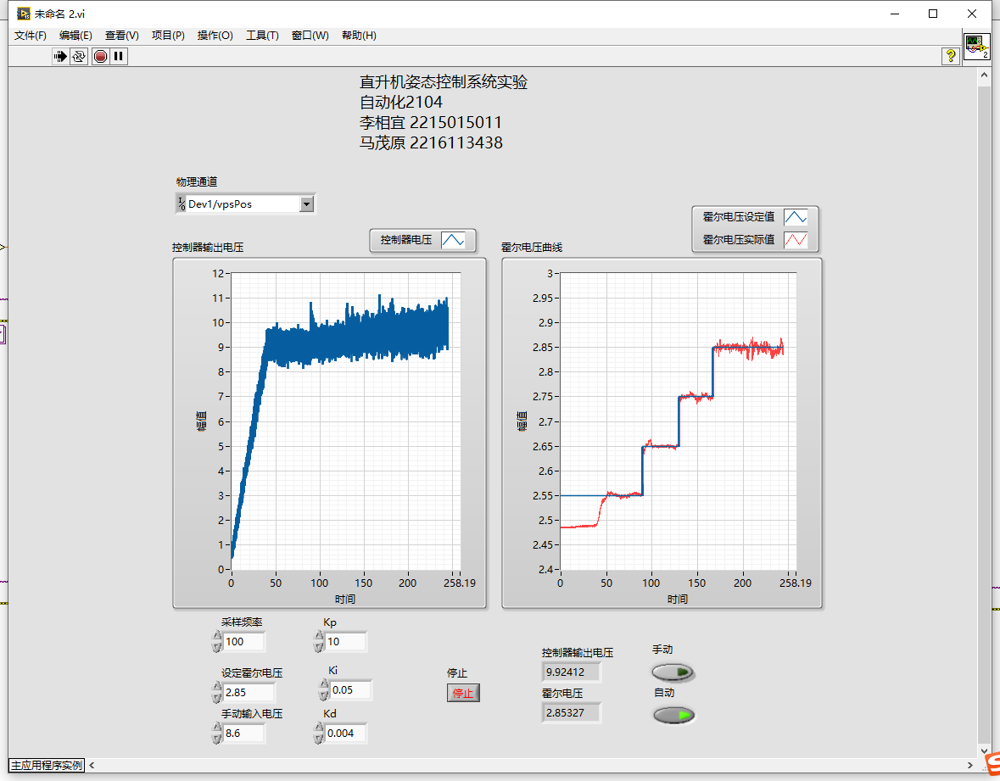 未命名 2.vi
文件(F) 编辑(E) 查看(V) 项目(P) 操作(O) 工具(T) 窗口(W) 帮助(H)
?
2
直升机姿态控制系统实验
自动化2104
李相宜 2215015011
马茂原 2216113438
物理通道
I/0 Dev1/vpsPos
控制器输出电压
控制器电压
霍尔电压曲线
霍尔电压设定值
霍尔电压实际值
幅值
12
11
10
9
8
7
6
5
4
3
2
1
0
0 50 100 150 200 258.19
时间
幅值
3
2.95
2.9
2.85
2.8
2.75
2.7
2.65
2.6
2.55
2.5
2.45
2.4
0 50 100 150 200 258.19
时间
采样频率
100
Kp
10
设定霍尔电压
2.85
Ki
0.05
手动输入电压
8.6
Kd
0.004
停止
停止
控制器输出电压
9.92412
霍尔电压
2.85327
手动
自动
主应用程序实例